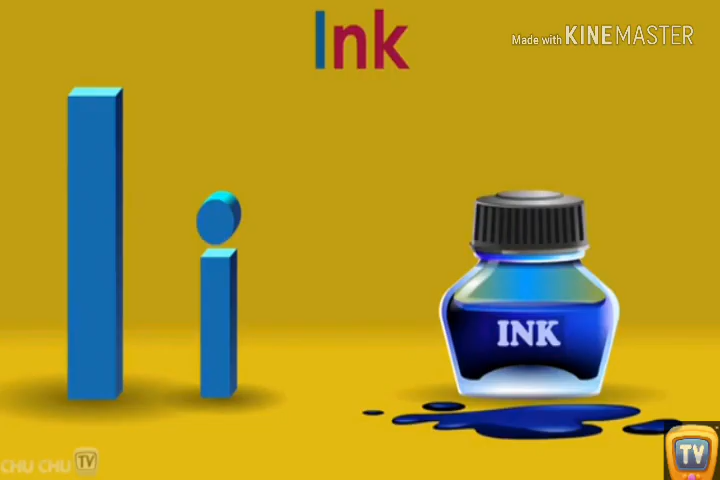 Ink
Made with KINEMASTER
I i
INK
CHU CHU TV
TV